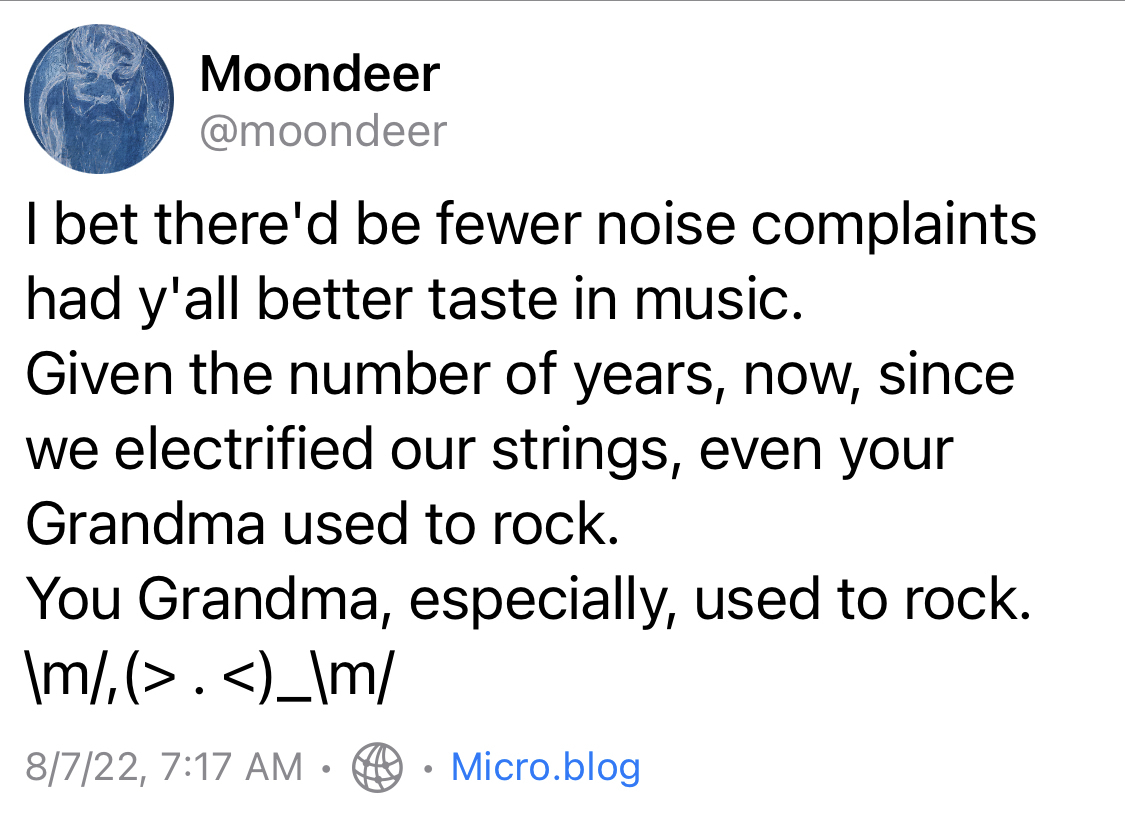 Moondeer
@moondeer
I bet there'd be fewer noise complaints
had y'all better taste in music.
Given the number of years, now, since
we electrified our strings, even your
Grandma used to rock.
You Grandma, especially, used to rock.
\m/,(> . <)_\m/
8/7/22, 7:17 AM • • Micro.blog